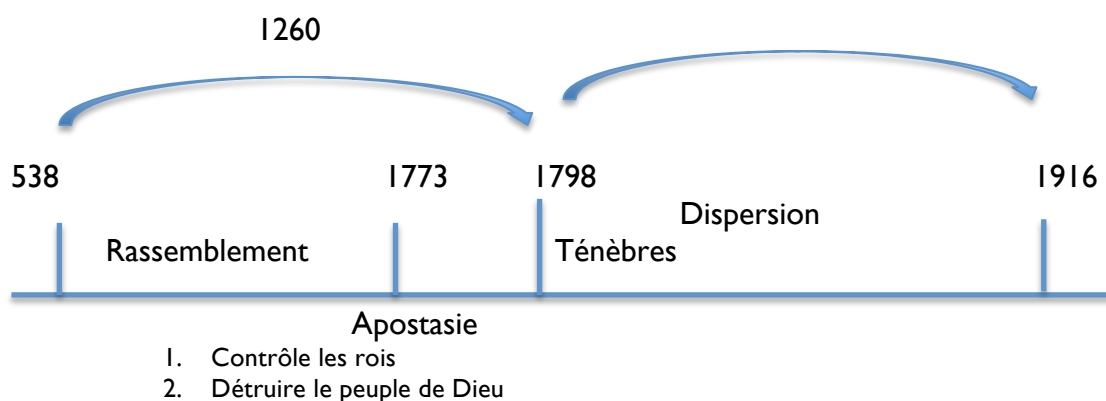 1260
538 1773 1798 1916
Dispersion
Rassemblement Ténèbres
Apostasie
1. Contrôle les rois
2. Détruire le peuple de Dieu